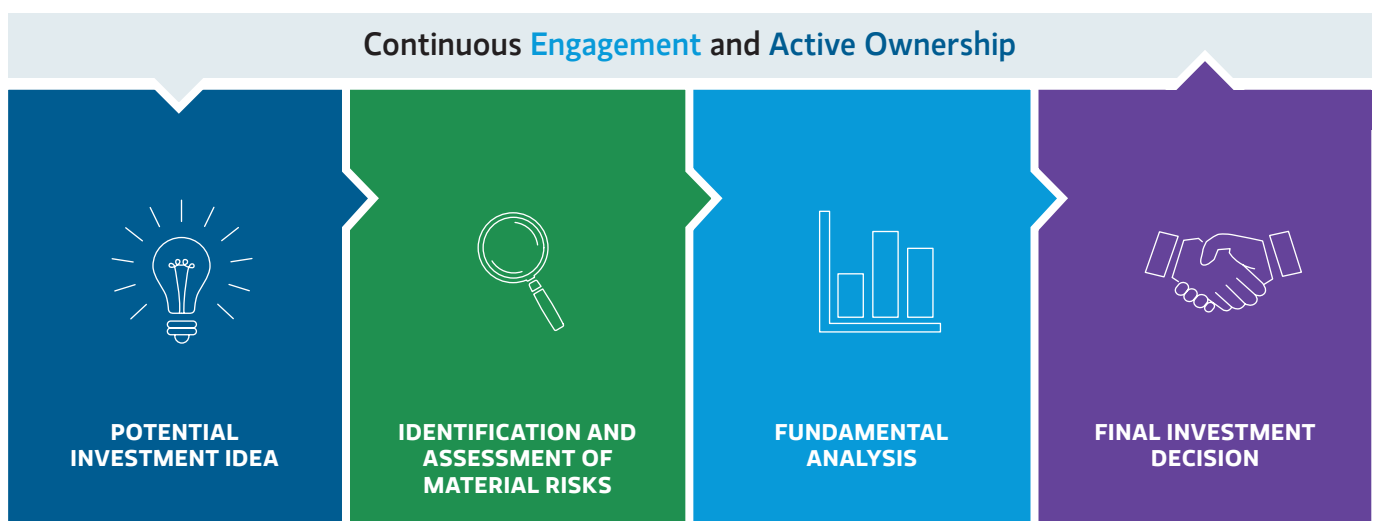 Continuous Engagement and Active Ownership
POTENTIAL
INVESTMENT IDEA
IDENTIFICATION AND
ASSESSMENT OF
MATERIAL RISKS
FUNDAMENTAL
ANALYSIS
FINAL INVESTMENT
DECISION